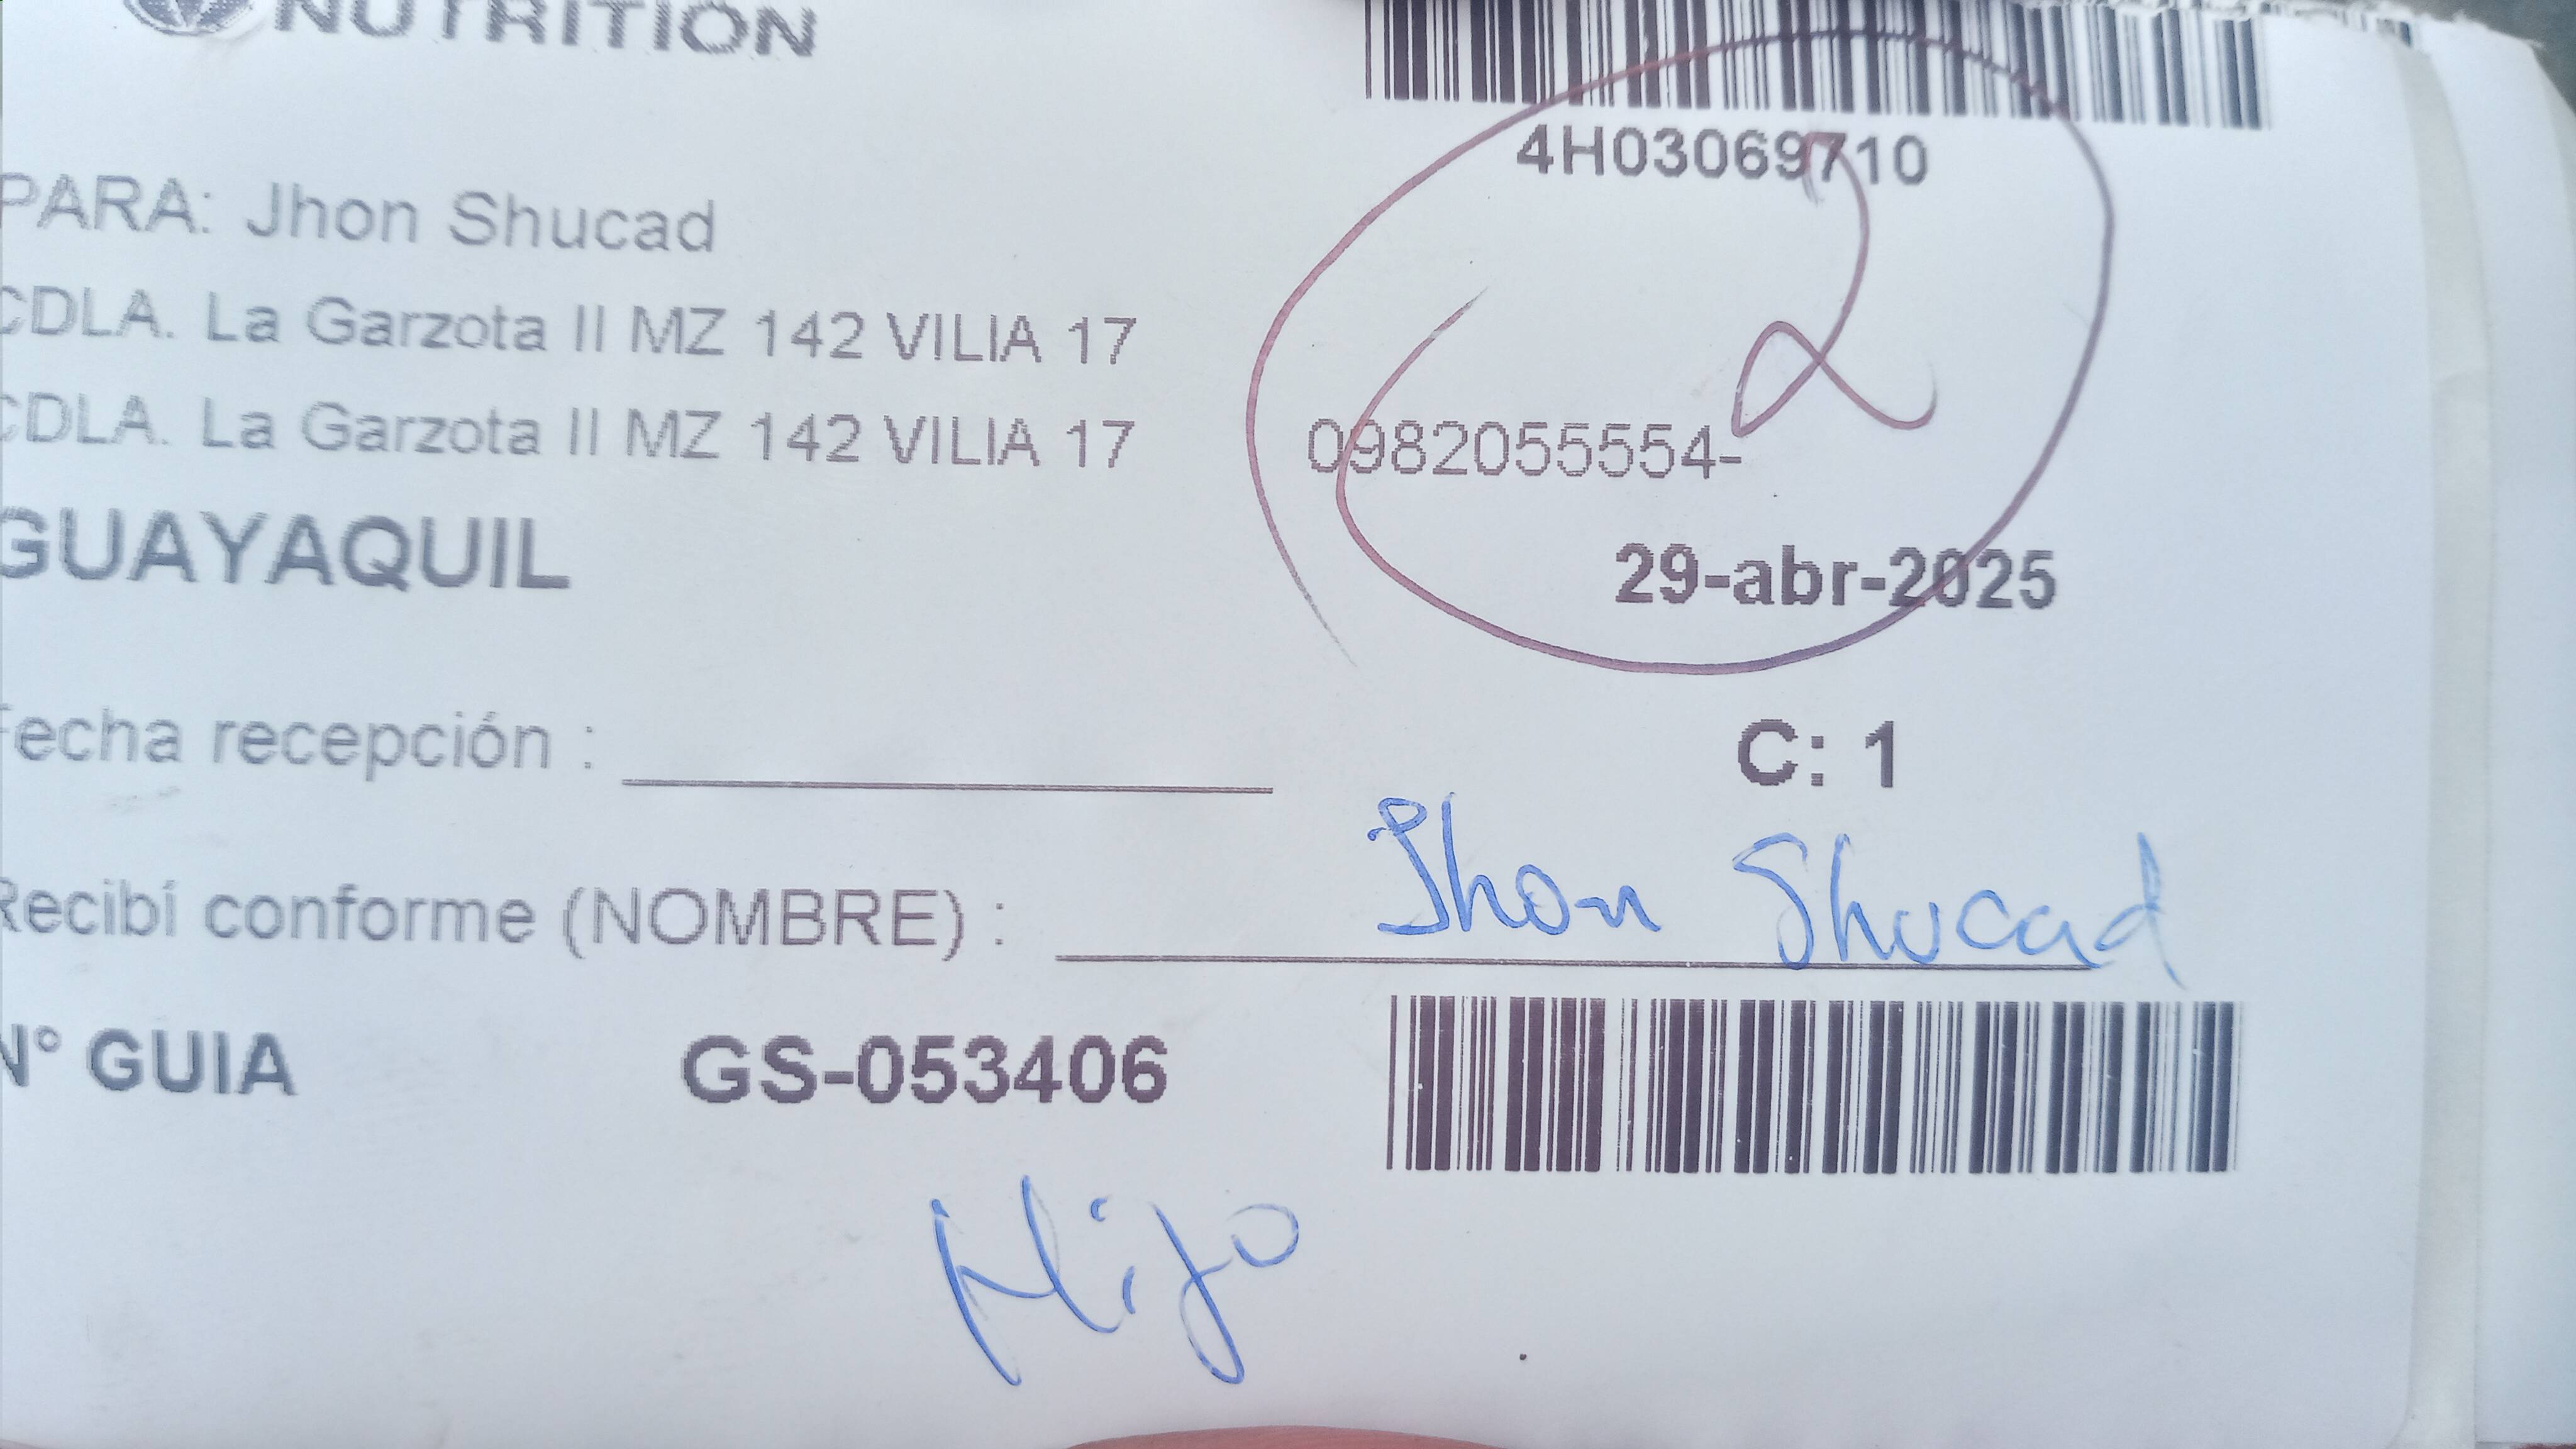 NUTRITION
4H03069710
PARA: Jhon Shucad
CDLA. La Garzota II MZ 142 VILIA 17
CDLA. La Garzota II MZ 142 VILIA 17 0982055554-
2
GUAYAQUIL 29-abr-2025
Fecha recepción :
C: 1
Recibí conforme (NOMBRE) : Jhon Shucad
N° GUIA GS-053406
Hijo